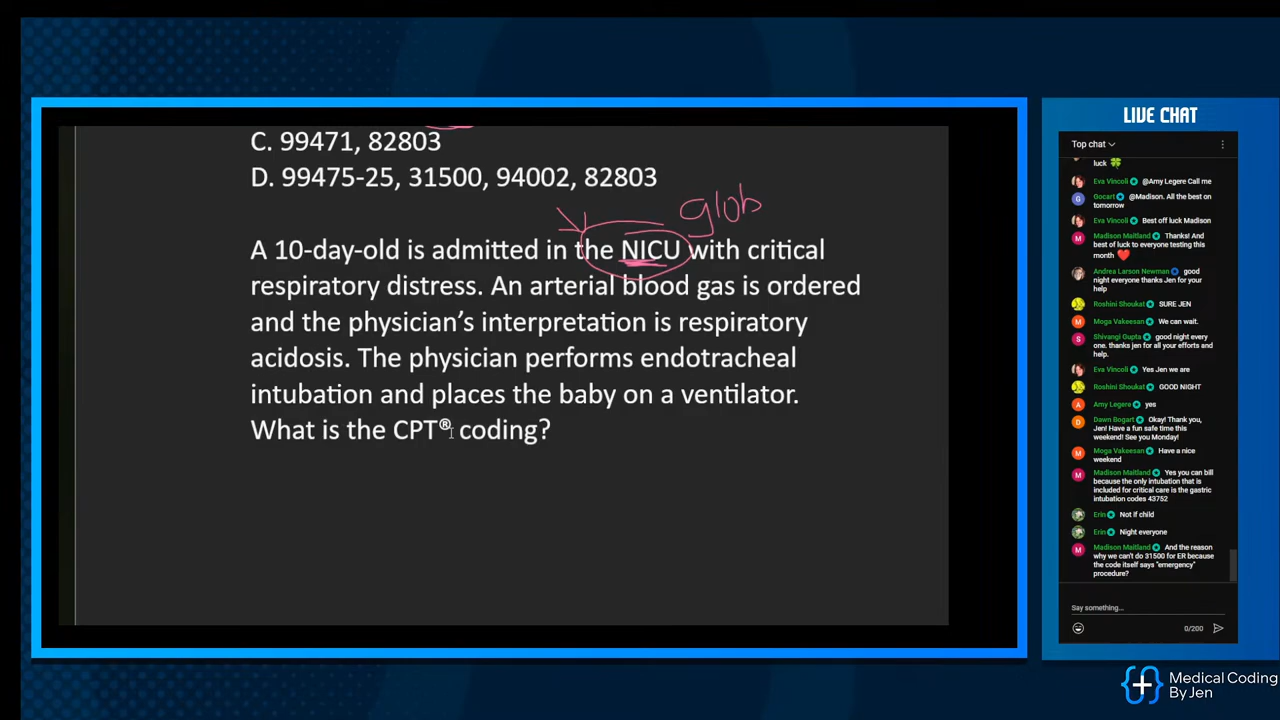 C. 99471, 82803
D. 99475-25, 31500, 94002, 82803
glob
A 10-day-old is admitted in the NICU with critical
respiratory distress. An arterial blood gas is ordered
and the physician’s interpretation is respiratory
acidosis. The physician performs endotracheal
intubation and places the baby on a ventilator.
What is the CPT® coding?
LIVE CHAT
Top chat
luck
Eva Vincoli @Amy Legere Call me
Gocart @Madison. All the best on
tomorrow
Eva Vincoli Best off luck Madison
Madison Maitland Thanks! And
best of luck to everyone testing this
month
Andrea Larson Newman good
night everyone thanks Jen for all your
help
Roshini Shoukat SURE JEN
Moga Vakeesan We can wait.
Shivangi Gupta good night every
one. thanks jen for all your efforts and
help.
Eva Vincoli Yes Jen we are
Roshini Shoukat GOOD NIGHT
Amy Legere yes
Dawn Bogart Okay! Thank you,
Jen! Have a fun safe time this
weekend! See you Monday!
Moga Vakeesan Have a nice
weekend
Madison Maitland Yes you can bill
because the only intubation that is
included for critical care is the gastric
intubation codes 43752
Erin Not if child
Erin Night everyone
Madison Maitland And the reason
why we can't do 31500 for ER because
the code itself says "emergency"
procedure?
Say something...
0/200
Medical Coding
By Jen